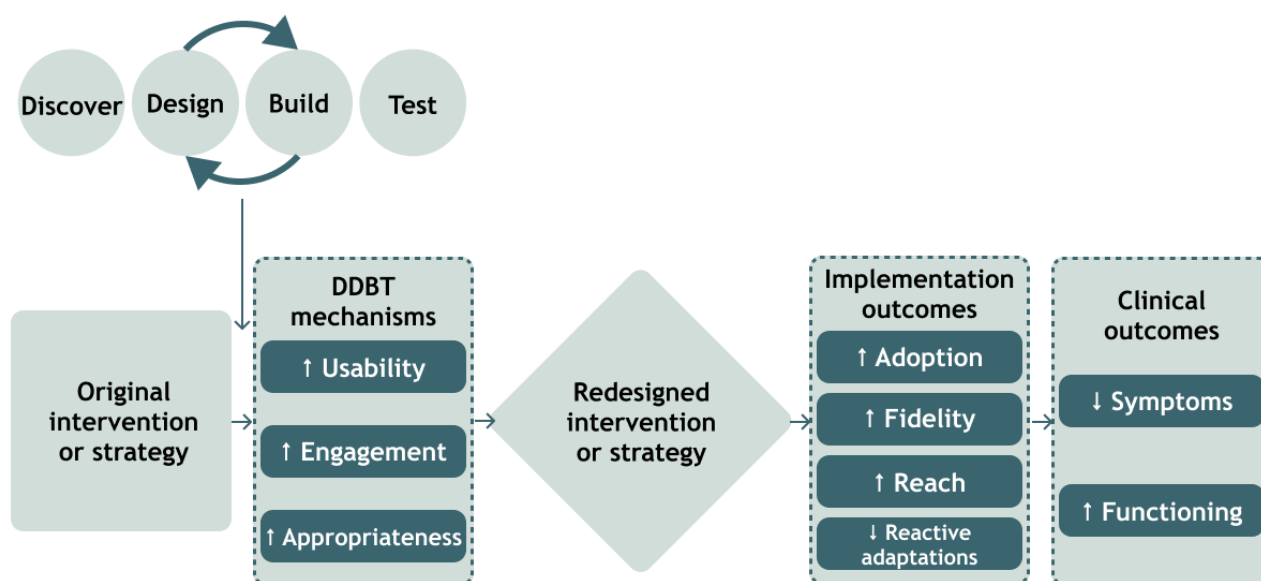 Discover
Design
Build
Test
Original
intervention
or strategy
DDBT
mechanisms
↑ Usability
↑ Engagement
↑ Appropriateness
Redesigned
intervention
or strategy
Implementation
outcomes
↑ Adoption
↑ Fidelity
↑ Reach
↓ Reactive
adaptations
Clinical
outcomes
↓ Symptoms
↑ Functioning